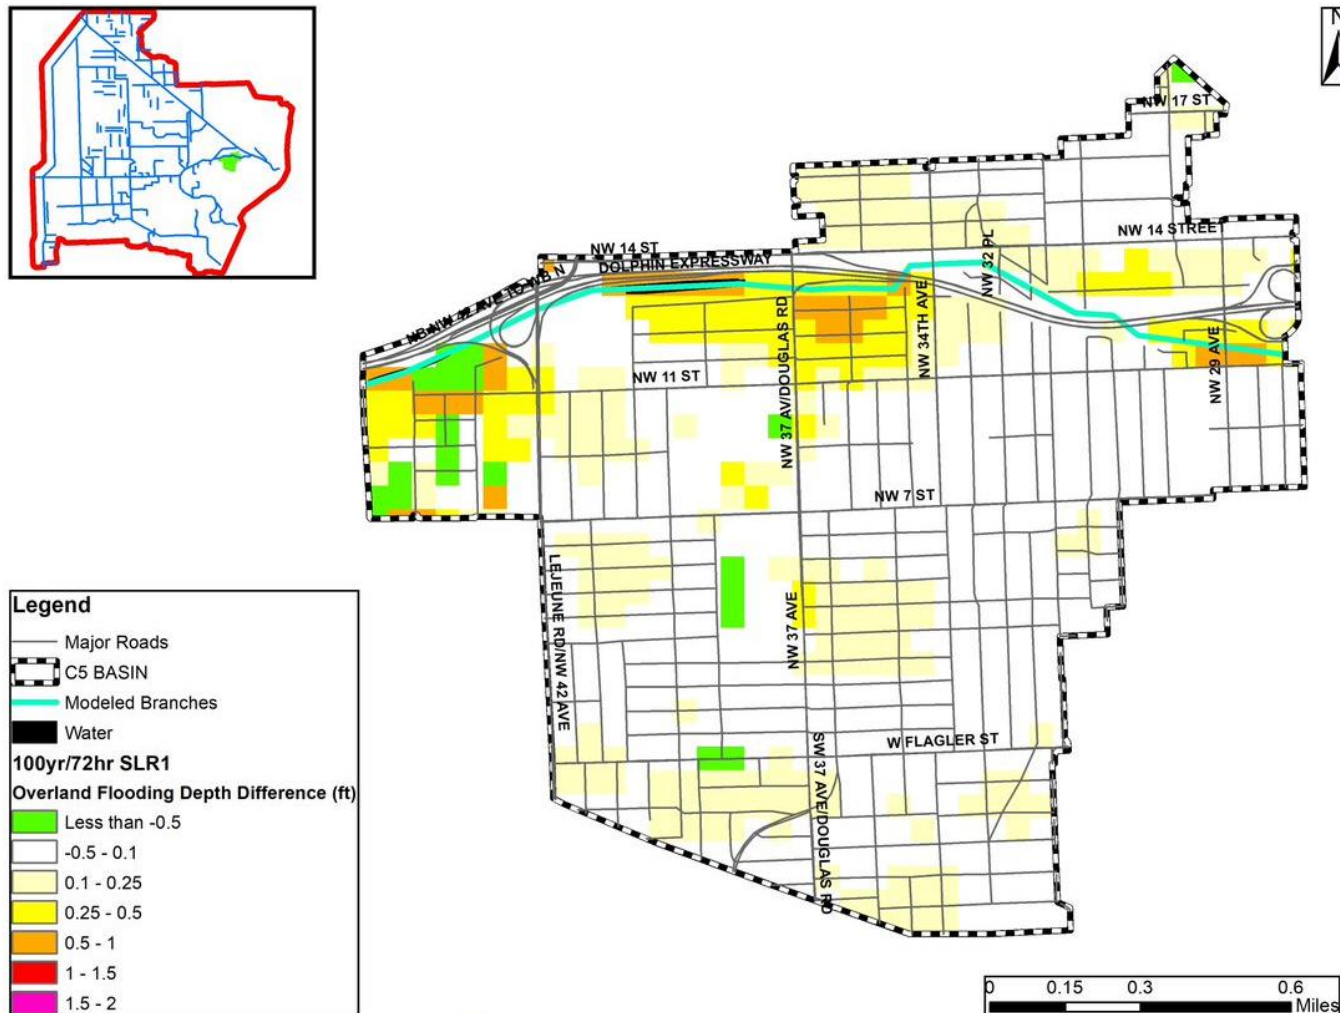 N
NW 17 ST
NW 14 STREET
NW 32 PL
NW 14 ST
DOLPHIN EXPRESSWAY
NW 34TH AVE
NW 37 AV/DOUGLAS RD
NW 29 AVE
NW 11 ST
NW 7 ST
LEJEUNE RD/NW 42 AVE
NW 37 AVE
W FLAGLER ST
SW 37 AVE/DOUGLAS RD
Legend
Major Roads
C5 BASIN
Modeled Branches
Water
100yr/72hr SLR1
Overland Flooding Depth Difference (ft)
Less than -0.5
-0.5 - 0.1
0.1 - 0.25
0.25 - 0.5
0.5 - 1
1 - 1.5
1.5 - 2
0 0.15 0.3 0.6
Miles